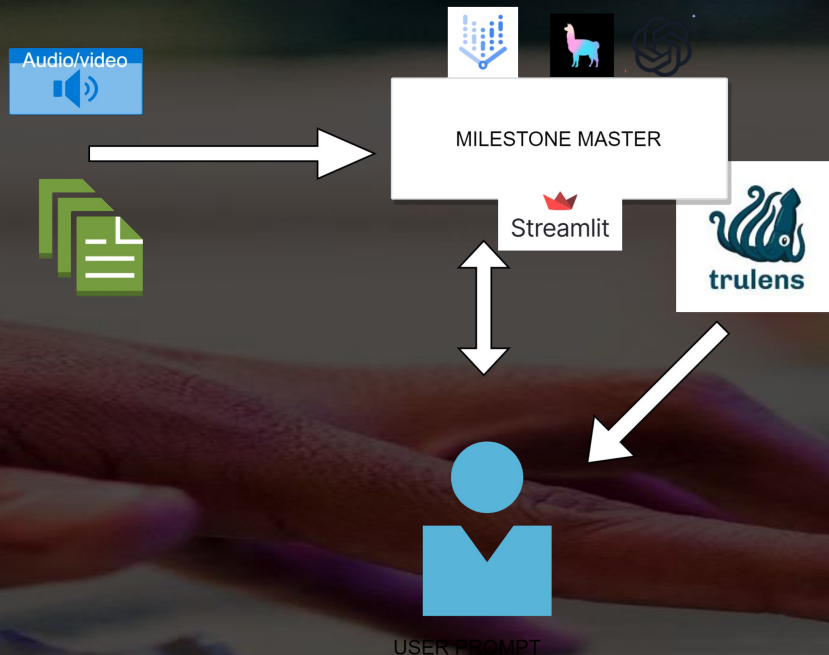 Audio/video
MILESTONE MASTER
Streamlit
trulens
USER PROMPT